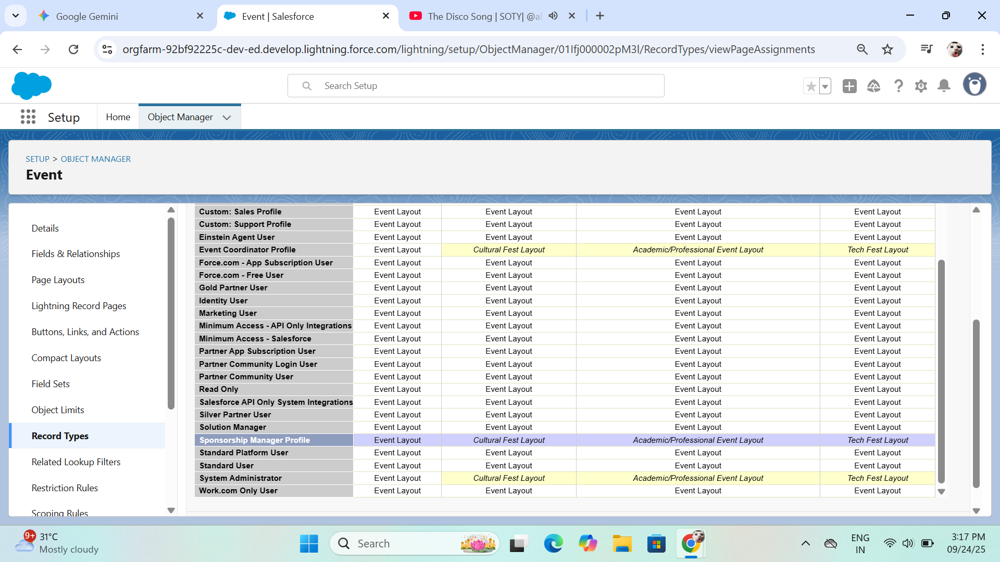 Google Gemini
Event | Salesforce
The Disco Song | SOTY| @al
orgfarm-92bf92225c-dev-ed.develop.lightning.force.com/lightning/setup/ObjectManager/01Ifj000002pM3l/RecordTypes/viewPageAssignments
Search Setup
Setup
Home
Object Manager
SETUP > OBJECT MANAGER
Event
Details
Fields & Relationships
Page Layouts
Lightning Record Pages
Buttons, Links, and Actions
Compact Layouts
Field Sets
Object Limits
Record Types
Related Lookup Filters
Restriction Rules
Scoping Rules
Custom: Sales Profile Event Layout Event Layout Event Layout Event Layout
Custom: Support Profile Event Layout Event Layout Event Layout Event Layout
Einstein Agent User Event Layout Event Layout Event Layout Event Layout
Event Coordinator Profile Event Layout Cultural Fest Layout Academic/Professional Event Layout Tech Fest Layout
Force.com - App Subscription User Event Layout Event Layout Event Layout Event Layout
Force.com - Free User Event Layout Event Layout Event Layout Event Layout
Gold Partner User Event Layout Event Layout Event Layout Event Layout
Identity User Event Layout Event Layout Event Layout Event Layout
Marketing User Event Layout Event Layout Event Layout Event Layout
Minimum Access - API Only Integrations Event Layout Event Layout Event Layout Event Layout
Minimum Access - Salesforce Event Layout Event Layout Event Layout Event Layout
Partner App Subscription User Event Layout Event Layout Event Layout Event Layout
Partner Community Login User Event Layout Event Layout Event Layout Event Layout
Partner Community User Event Layout Event Layout Event Layout Event Layout
Read Only Event Layout Event Layout Event Layout Event Layout
Salesforce API Only System Integrations Event Layout Event Layout Event Layout Event Layout
Silver Partner User Event Layout Event Layout Event Layout Event Layout
Solution Manager Event Layout Event Layout Event Layout Event Layout
Sponsorship Manager Profile Event Layout Cultural Fest Layout Academic/Professional Event Layout Tech Fest Layout
Standard Platform User Event Layout Event Layout Event Layout Event Layout
Standard User Event Layout Event Layout Event Layout Event Layout
System Administrator Event Layout Cultural Fest Layout Academic/Professional Event Layout Tech Fest Layout
Work.com Only User Event Layout Event Layout Event Layout Event Layout
9+
31°C
Mostly cloudy
Search
ENG
IN
3:17 PM
09/24/25